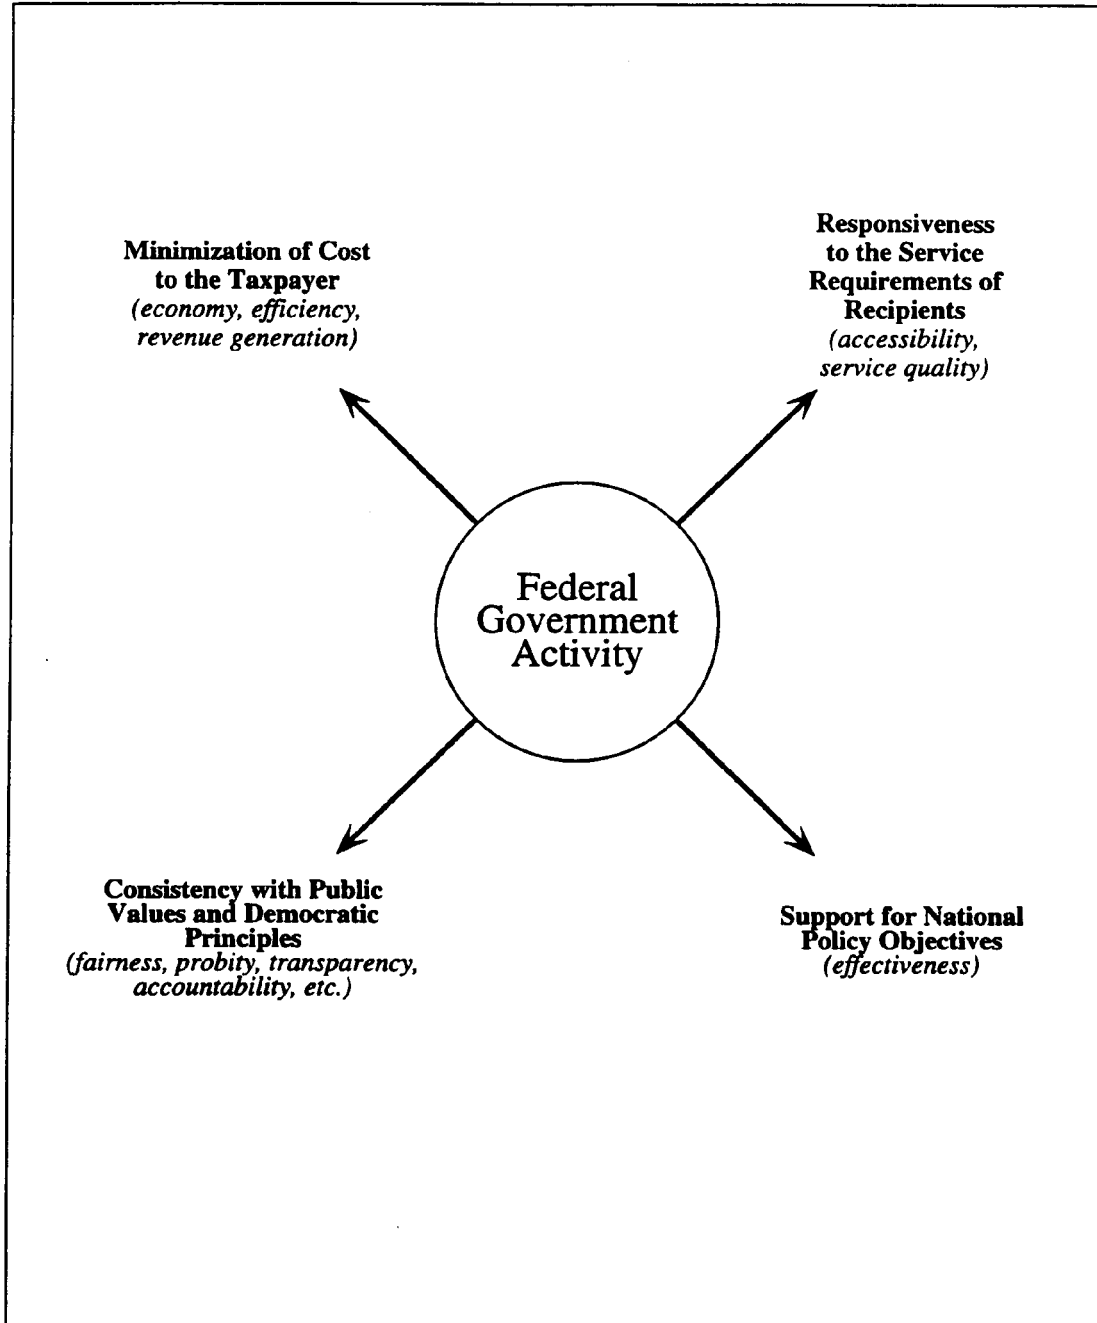 Minimization of Cost
to the Taxpayer
(economy, efficiency,
revenue generation)
Responsiveness
to the Service
Requirements of
Recipients
(accessibility,
service quality)
Federal
Government
Activity
Consistency with Public
Values and Democratic
Principles
(fairness, probity, transparency,
accountability, etc.)
Support for National
Policy Objectives
(effectiveness)